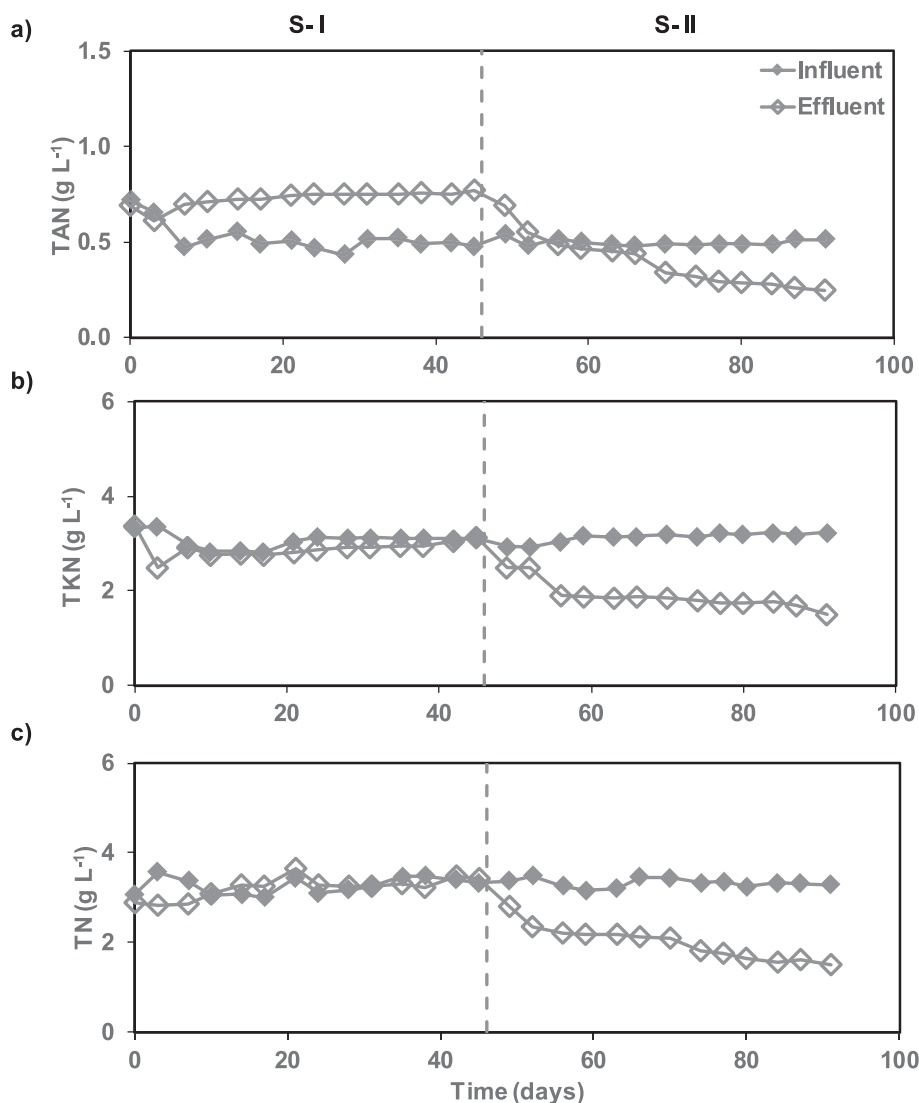 S- I S- II
a)
1.5
Influent
Effluent
1.0
TAN (g L-1)
0.5
0.0
0 20 40 60 80 100
b)
6
4
TKN (g L-1)
2
0
0 20 40 60 80 100
c)
6
4
TN (g L-1)
2
0
0 20 40 60 80 100
Time (days)